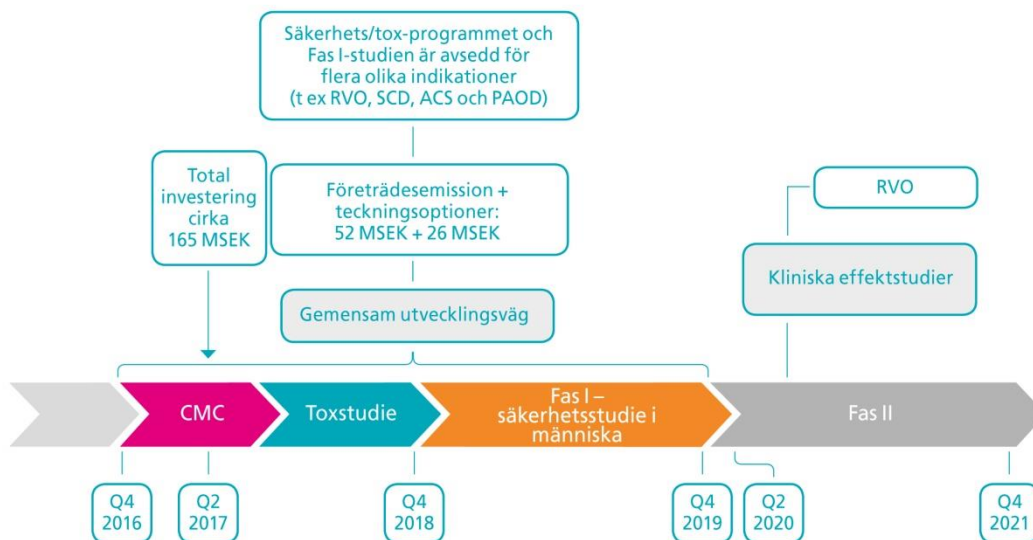 Säkerhets/tox-programmet och
Fas I-studien är avsedd för
flera olika indikationer
(t ex RVO, SCD, ACS och PAOD)
Total
investering
cirka
165 MSEK
Företrädesemission +
teckningsoptioner:
52 MSEK + 26 MSEK
RVO
Kliniska effektstudier
Gemensam utvecklingsväg
CMC
Toxstudie
Fas I –
säkerhetsstudie i
människa
Fas II
Q4
2016
Q2
2017
Q4
2018
Q4
2019
Q2
2020
Q4
2021